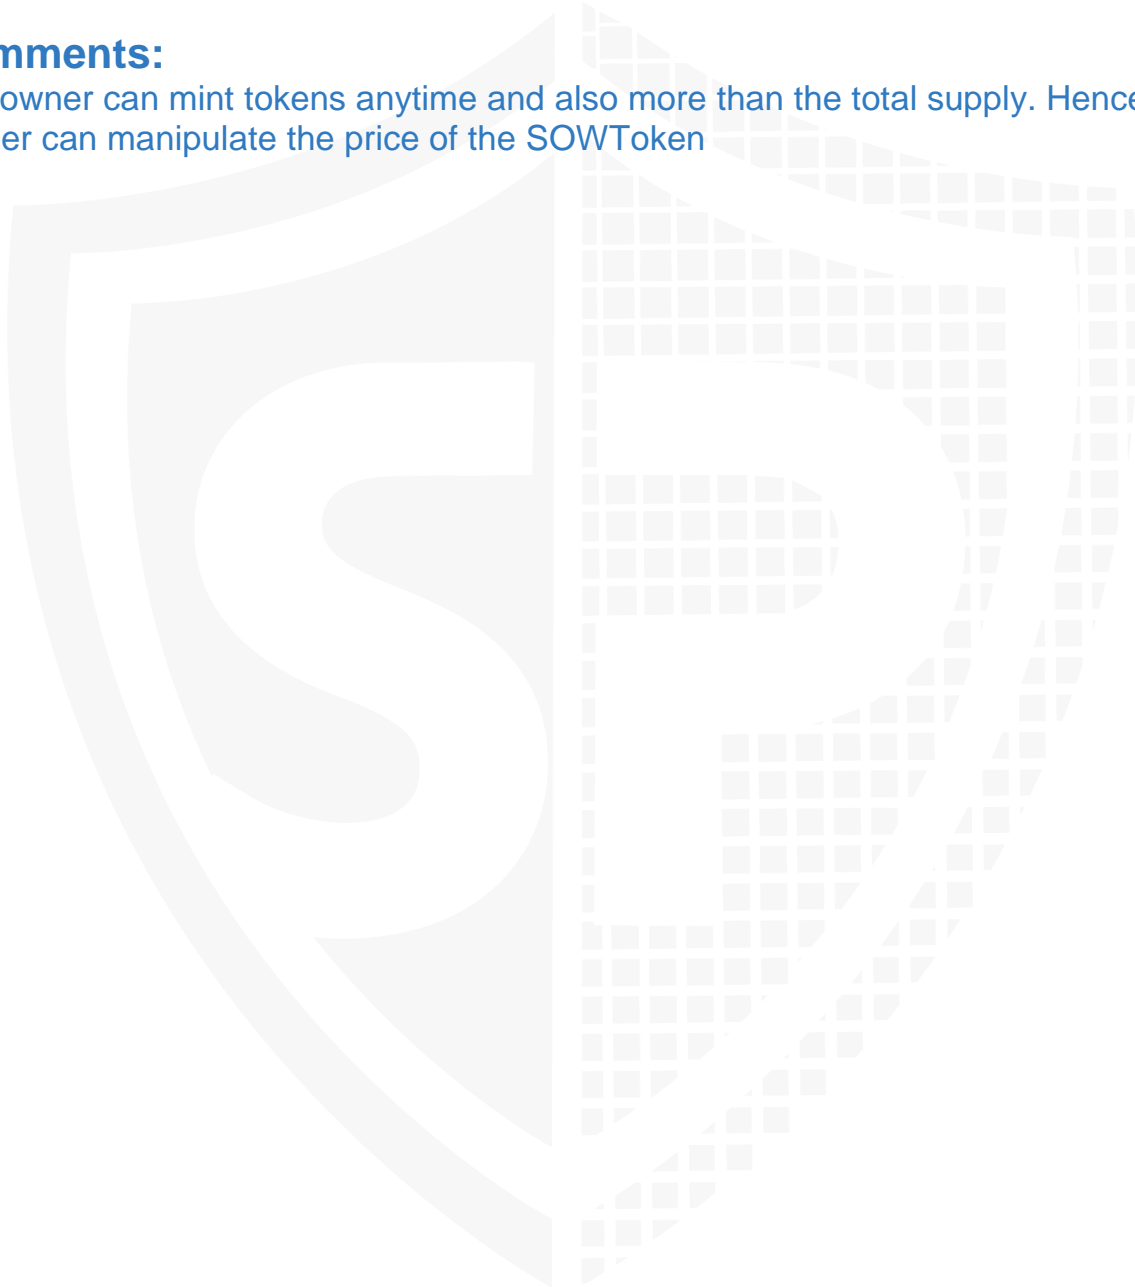 mments:
owner can mint tokens anytime and also more than the total supply. Hence
er can manipulate the price of the SOWToken
SP